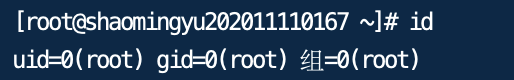 [root@shaomingyu202011110167 ~]# id
uid=0(root) gid=0(root) 组=0(root)